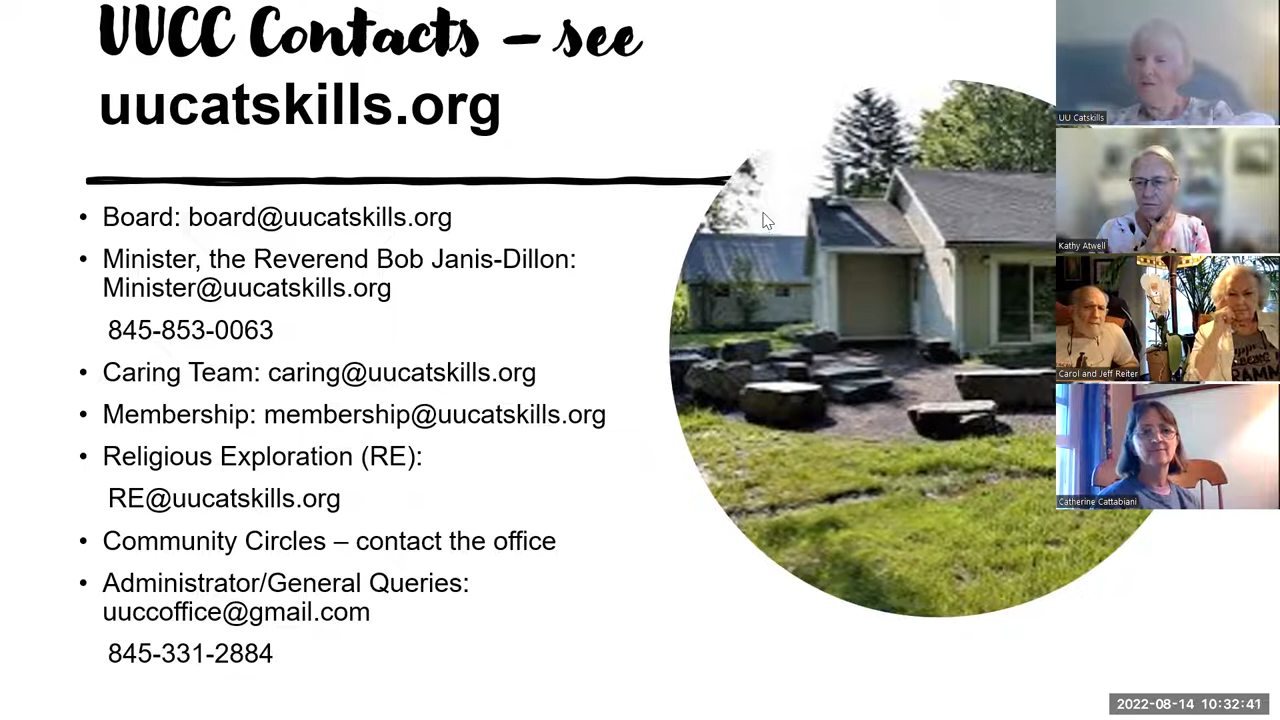 UUCC Contacts – see
uucatskills.org
• Board: board@uucatskills.org
• Minister, the Reverend Bob Janis-Dillon:
Minister@uucatskills.org
845-853-0063
• Caring Team: caring@uucatskills.org
• Membership: membership@uucatskills.org
• Religious Exploration (RE):
RE@uucatskills.org
• Community Circles – contact the office
• Administrator/General Queries:
uuccoffice@gmail.com
845-331-2884
UU Catskills
Kathy Atwell
Carol and Jeff Reiter
Catherine Cattabiani
2022-08-14 10:32:41